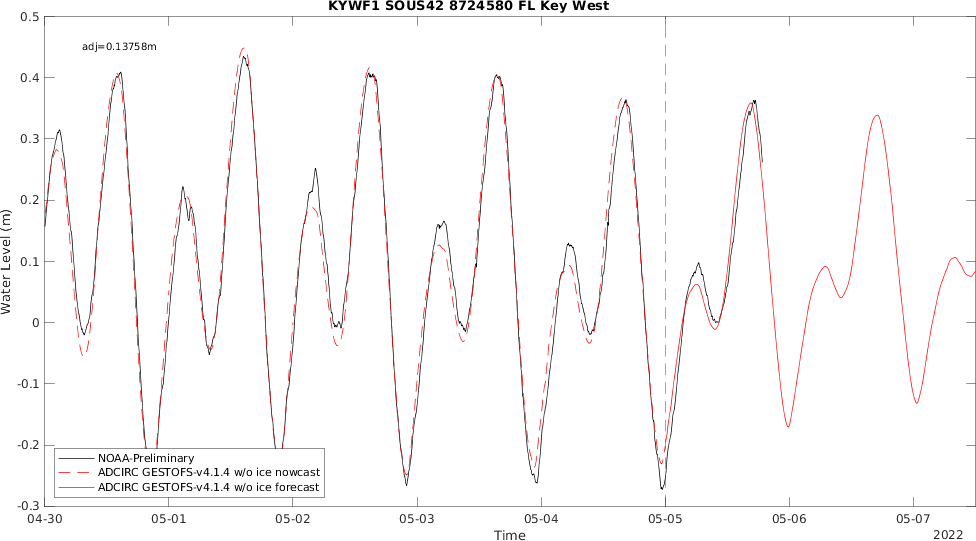 KYWF1 SOUS42 8724580 FL Key West
adj=0.13758m
Water Level (m)
0.5
0.4
0.3
0.2
0.1
0
-0.1
-0.2
-0.3
NOAA-Preliminary
ADCIRC GESTOFS-v4.1.4 w/o ice nowcast
ADCIRC GESTOFS-v4.1.4 w/o ice forecast
04-30 05-01 05-02 05-03 05-04 05-05 05-06 05-07
Time
2022